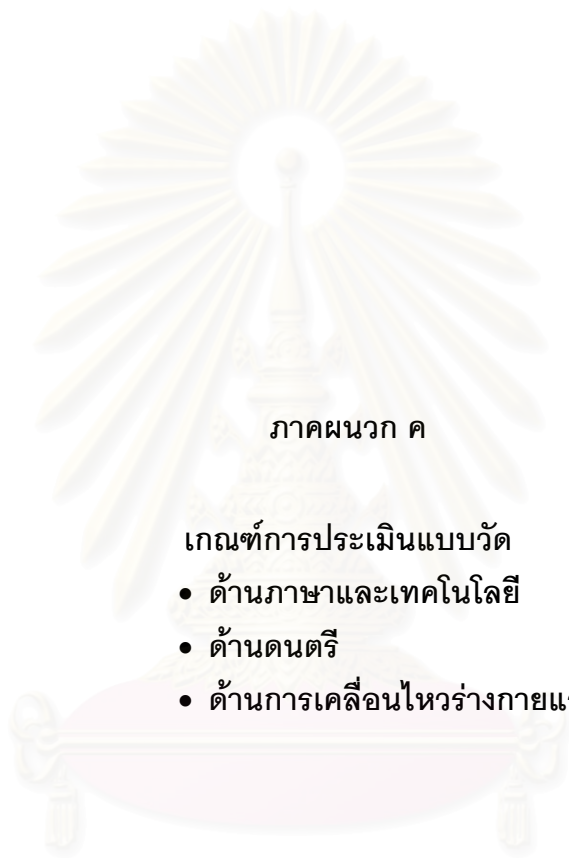 ภาคผนวก ค
เกณฑ์การประเมินแบบวัด
• ด้านภาษาและเทคโนโลยี
• ด้านดนตรี
• ด้านการเคลื่อนไหวร่างกาย